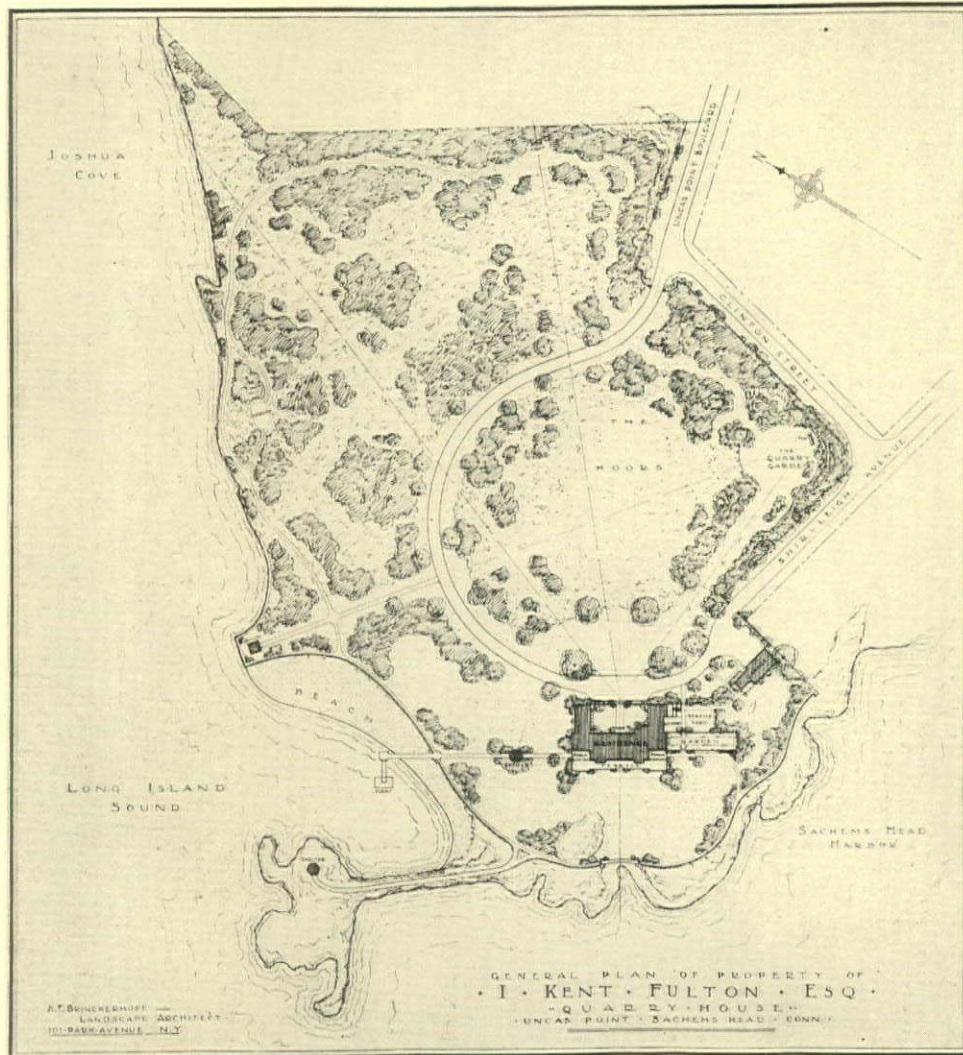 JOSHUA
COVE
UNCAS POINT BOULEVARD
N
CLINTON STREET
THE
MOORS
THE
QUARRY
GARDEN
SHIRLEIGH AVENUE
BEACH
LONG ISLAND
SOUND
SHELTER
SACHEMS HEAD
HARBOR
GENERAL PLAN OF PROPERTY OF
· I · KENT · FULTON · ESQ ·
- QUARRY · HOUSE -
· UNCAS POINT · SACHEMS HEAD · CONN ·
A.F. BRINCKERHOFF —
LANDSCAPE ARCHITECT -
101 · PARK · AVENUE N.Y.